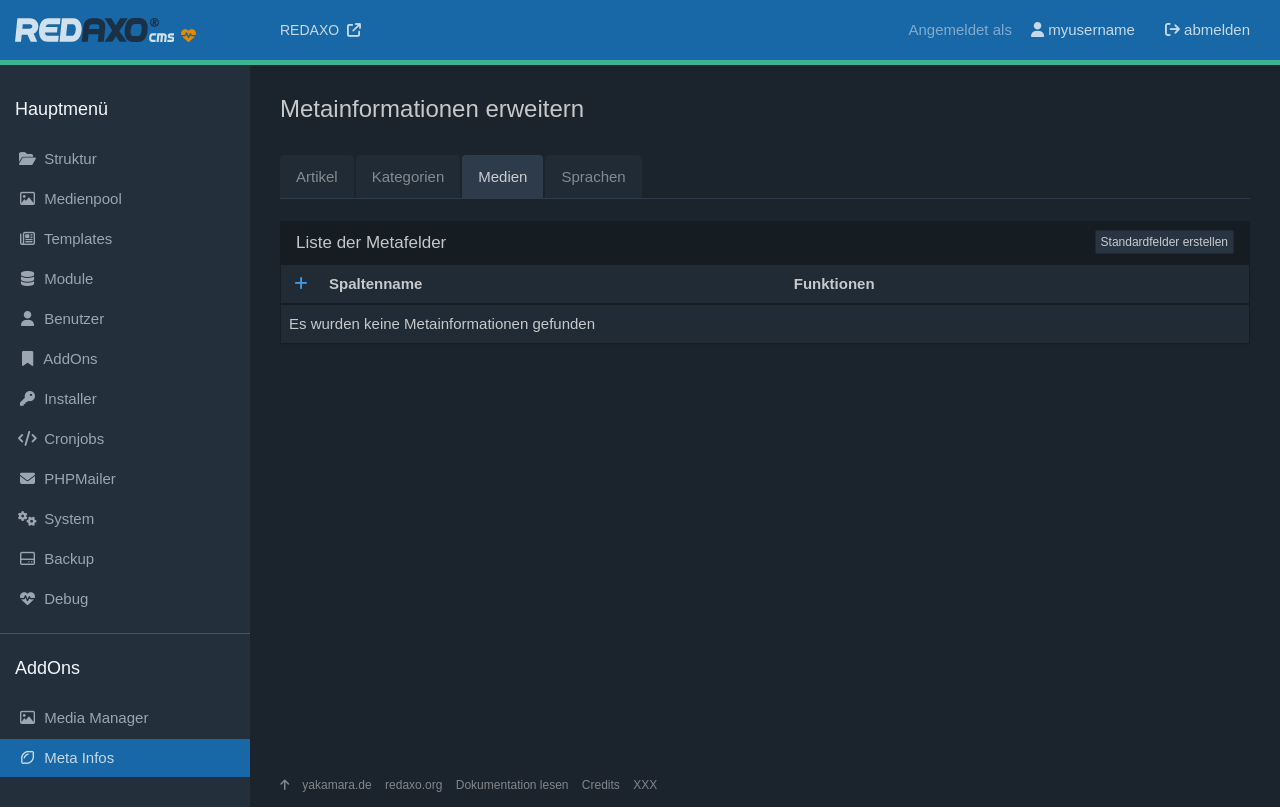 REDAXO® cms
REDAXO
Angemeldet als myusername abmelden
Hauptmenü
Struktur
Medienpool
Templates
Module
Benutzer
AddOns
Installer
Cronjobs
PHPMailer
System
Backup
Debug
AddOns
Media Manager
Meta Infos
Metainformationen erweitern
Artikel Kategorien Medien Sprachen
Liste der Metafelder Standardfelder erstellen
Spaltenname Funktionen
Es wurden keine Metainformationen gefunden
yakamara.de redaxo.org Dokumentation lesen Credits XXX